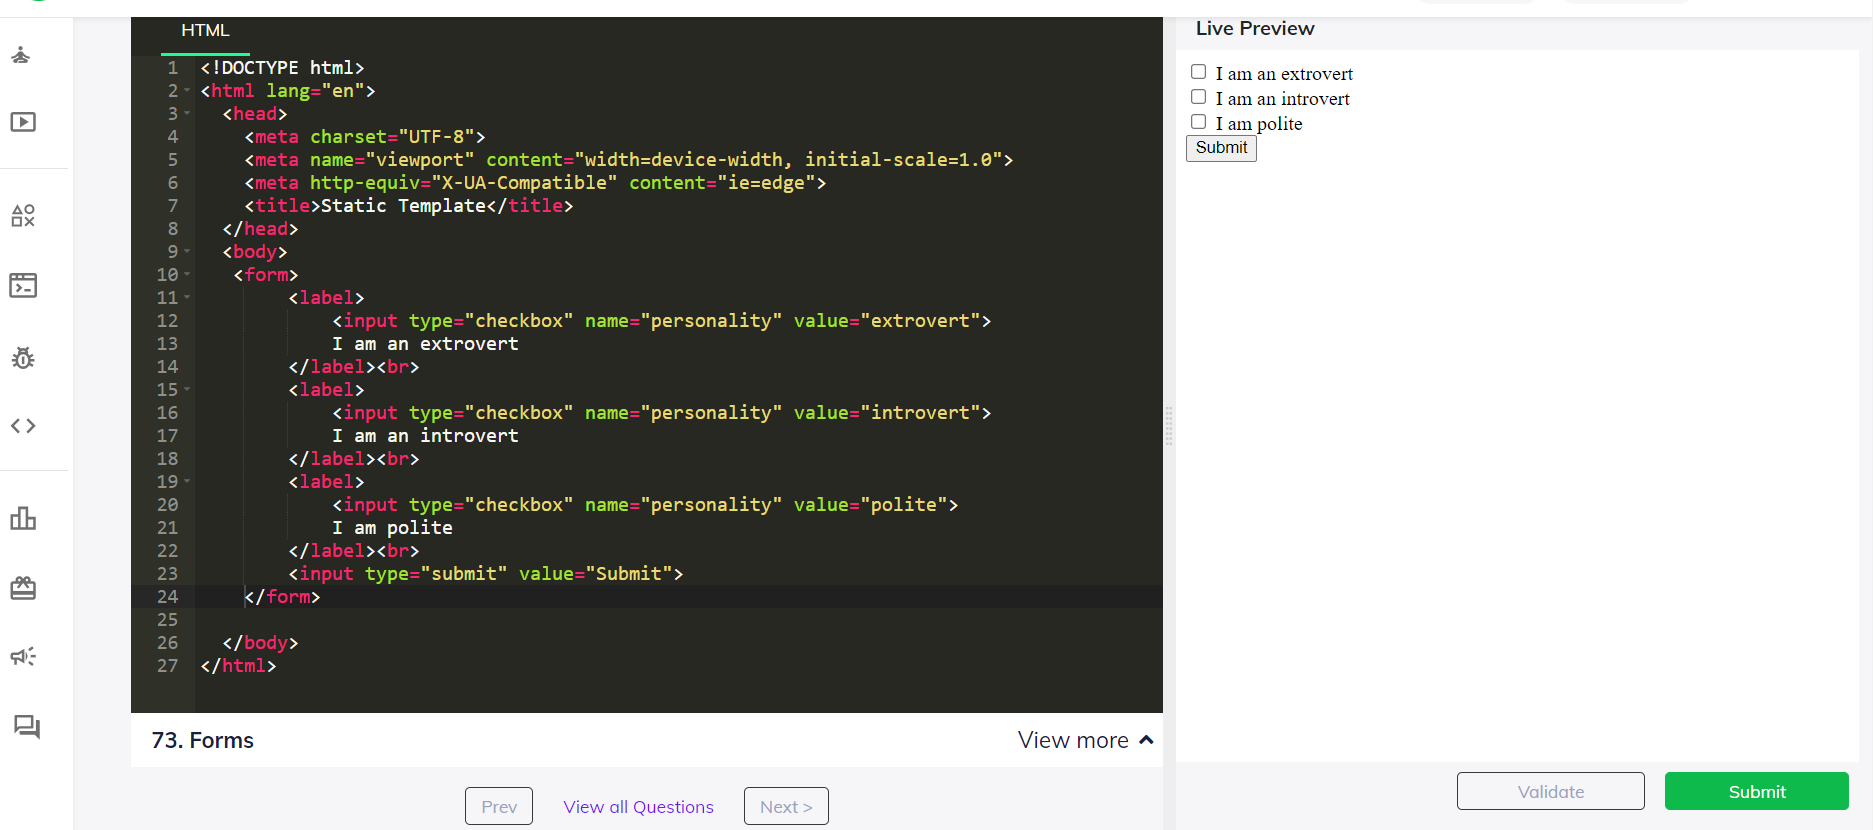 HTML
1 <!DOCTYPE html>
2 <html lang="en">
3 <head>
4 <meta charset="UTF-8">
5 <meta name="viewport" content="width=device-width, initial-scale=1.0">
6 <meta http-equiv="X-UA-Compatible" content="ie=edge">
7 <title>Static Template</title>
8 </head>
9 <body>
10 <form>
11 <label>
12 <input type="checkbox" name="personality" value="extrovert">
13 I am an extrovert
14 </label><br>
15 <label>
16 <input type="checkbox" name="personality" value="introvert">
17 I am an introvert
18 </label><br>
19 <label>
20 <input type="checkbox" name="personality" value="polite">
21 I am polite
22 </label><br>
23 <input type="submit" value="Submit">
24 </form>
25
26 </body>
27 </html>
73. Forms
View more
Prev
View all Questions
Next >
Live Preview
I am an extrovert
I am an introvert
I am polite
Submit
Validate
Submit